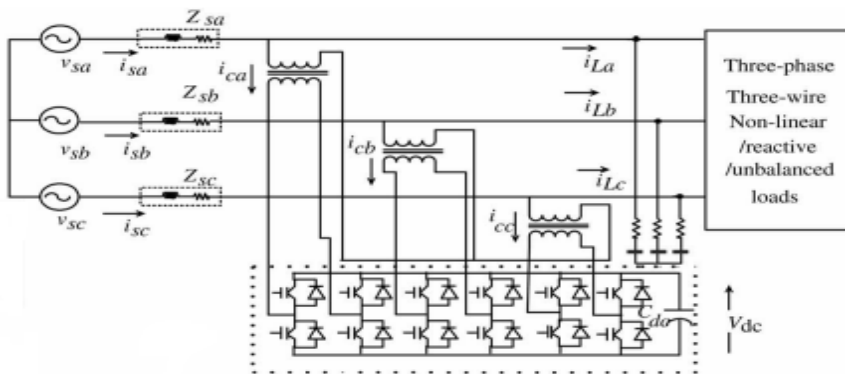 Z sa
v sa
i sa
i ca
i La
Three-phase
Three-wire
Non-linear
/reactive
/unbalanced
loads
Z sb
v sb
i sb
i cb
i Lb
Z sc
v sc
i sc
i cc
i Lc
C da
V dc